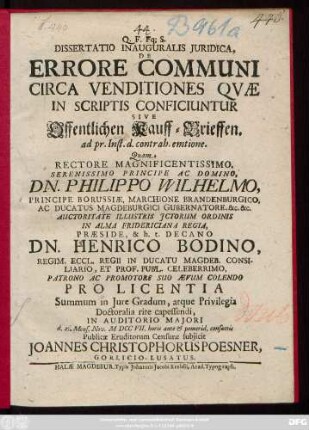 44
B961a
Q. F. Fq; S.
DISSERTATIO INAUGURALIS JURIDICA,
DE
ERRORE COMMUNI
CIRCA VENDITIONES QVÆ
IN SCRIPTIS CONFICIUNTUR
SIVE
Offentlichen Kauff-Brieffen.
ad pr. Inst. d. contrah. emtione.
Quam,
RECTORE MAGNIFICENTISSIMO,
SERENISSIMO PRINCIPE AC DOMINO,
DN. PHILIPPO WILHELMO,
PRINCIPE BORUSSIÆ, MARCHIONE BRANDENBURGICO,
AC DUCATUS MAGDEBURGICI GUBERNATORE. &c. &c.
AUCTORITATE ILLUSTRIS JCTORUM ORDINIS
IN ALMA FRIDERICIANA REGIA,
PRÆSIDE, & h. t. DECANO
DN. HENRICO BODINO,
REGIM. ECCL. REGII IN DUCATU MAGDEB. CONSI-
LIARIO, ET PROF. PUBL. CELEBERRIMO,
PATRONO AC PROMOTORE SUO ÆVUM COLENDO
PRO LICENTIA
Summum in Jure Gradum, atque Privilegia
Doctoralia rite capessendi,
IN AUDITORIO MAJORI
Mens. Nov. M DCC VII. horis ante & pomerid. consuetis
Publicæ Eruditorum Censuræ subjicit
JOANNES CHRISTOPHORUS POESNER,
GORLICIO-LUSATUS.
HALÆ MAGDEBUR. Typis Johannis Jacobi Acad. Typograph.